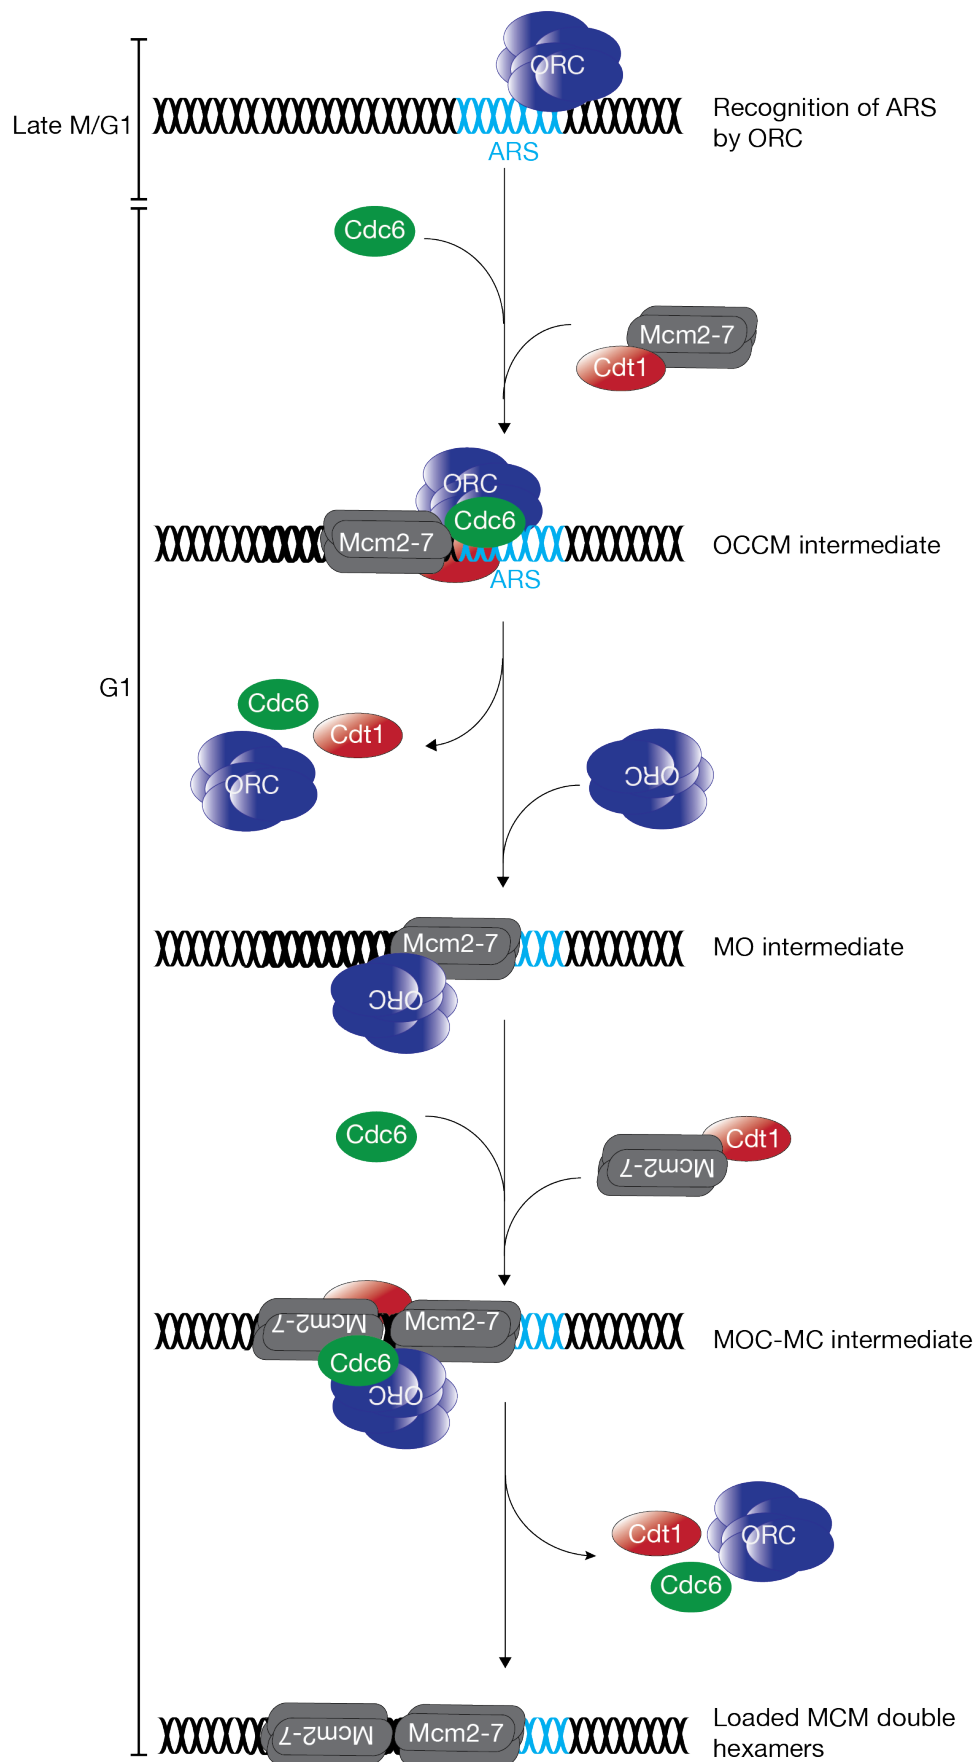 ORC
Late M/G1
Recognition of ARS
by ORC
ARS
Cdc6
Mcm2-7
Cdt1
ORC
Cdc6
Mcm2-7
OCCM intermediate
ARS
G1
Cdc6
Cdt1
ORC
ORC
Mcm2-7
MO intermediate
ORC
Cdc6
Cdt1
Mcm2-7
Mcm2-7
Mcm2-7
MOC-MC intermediate
Cdc6
ORC
Cdt1
ORC
Cdc6
Mcm2-7
Mcm2-7
Loaded MCM double
hexamers